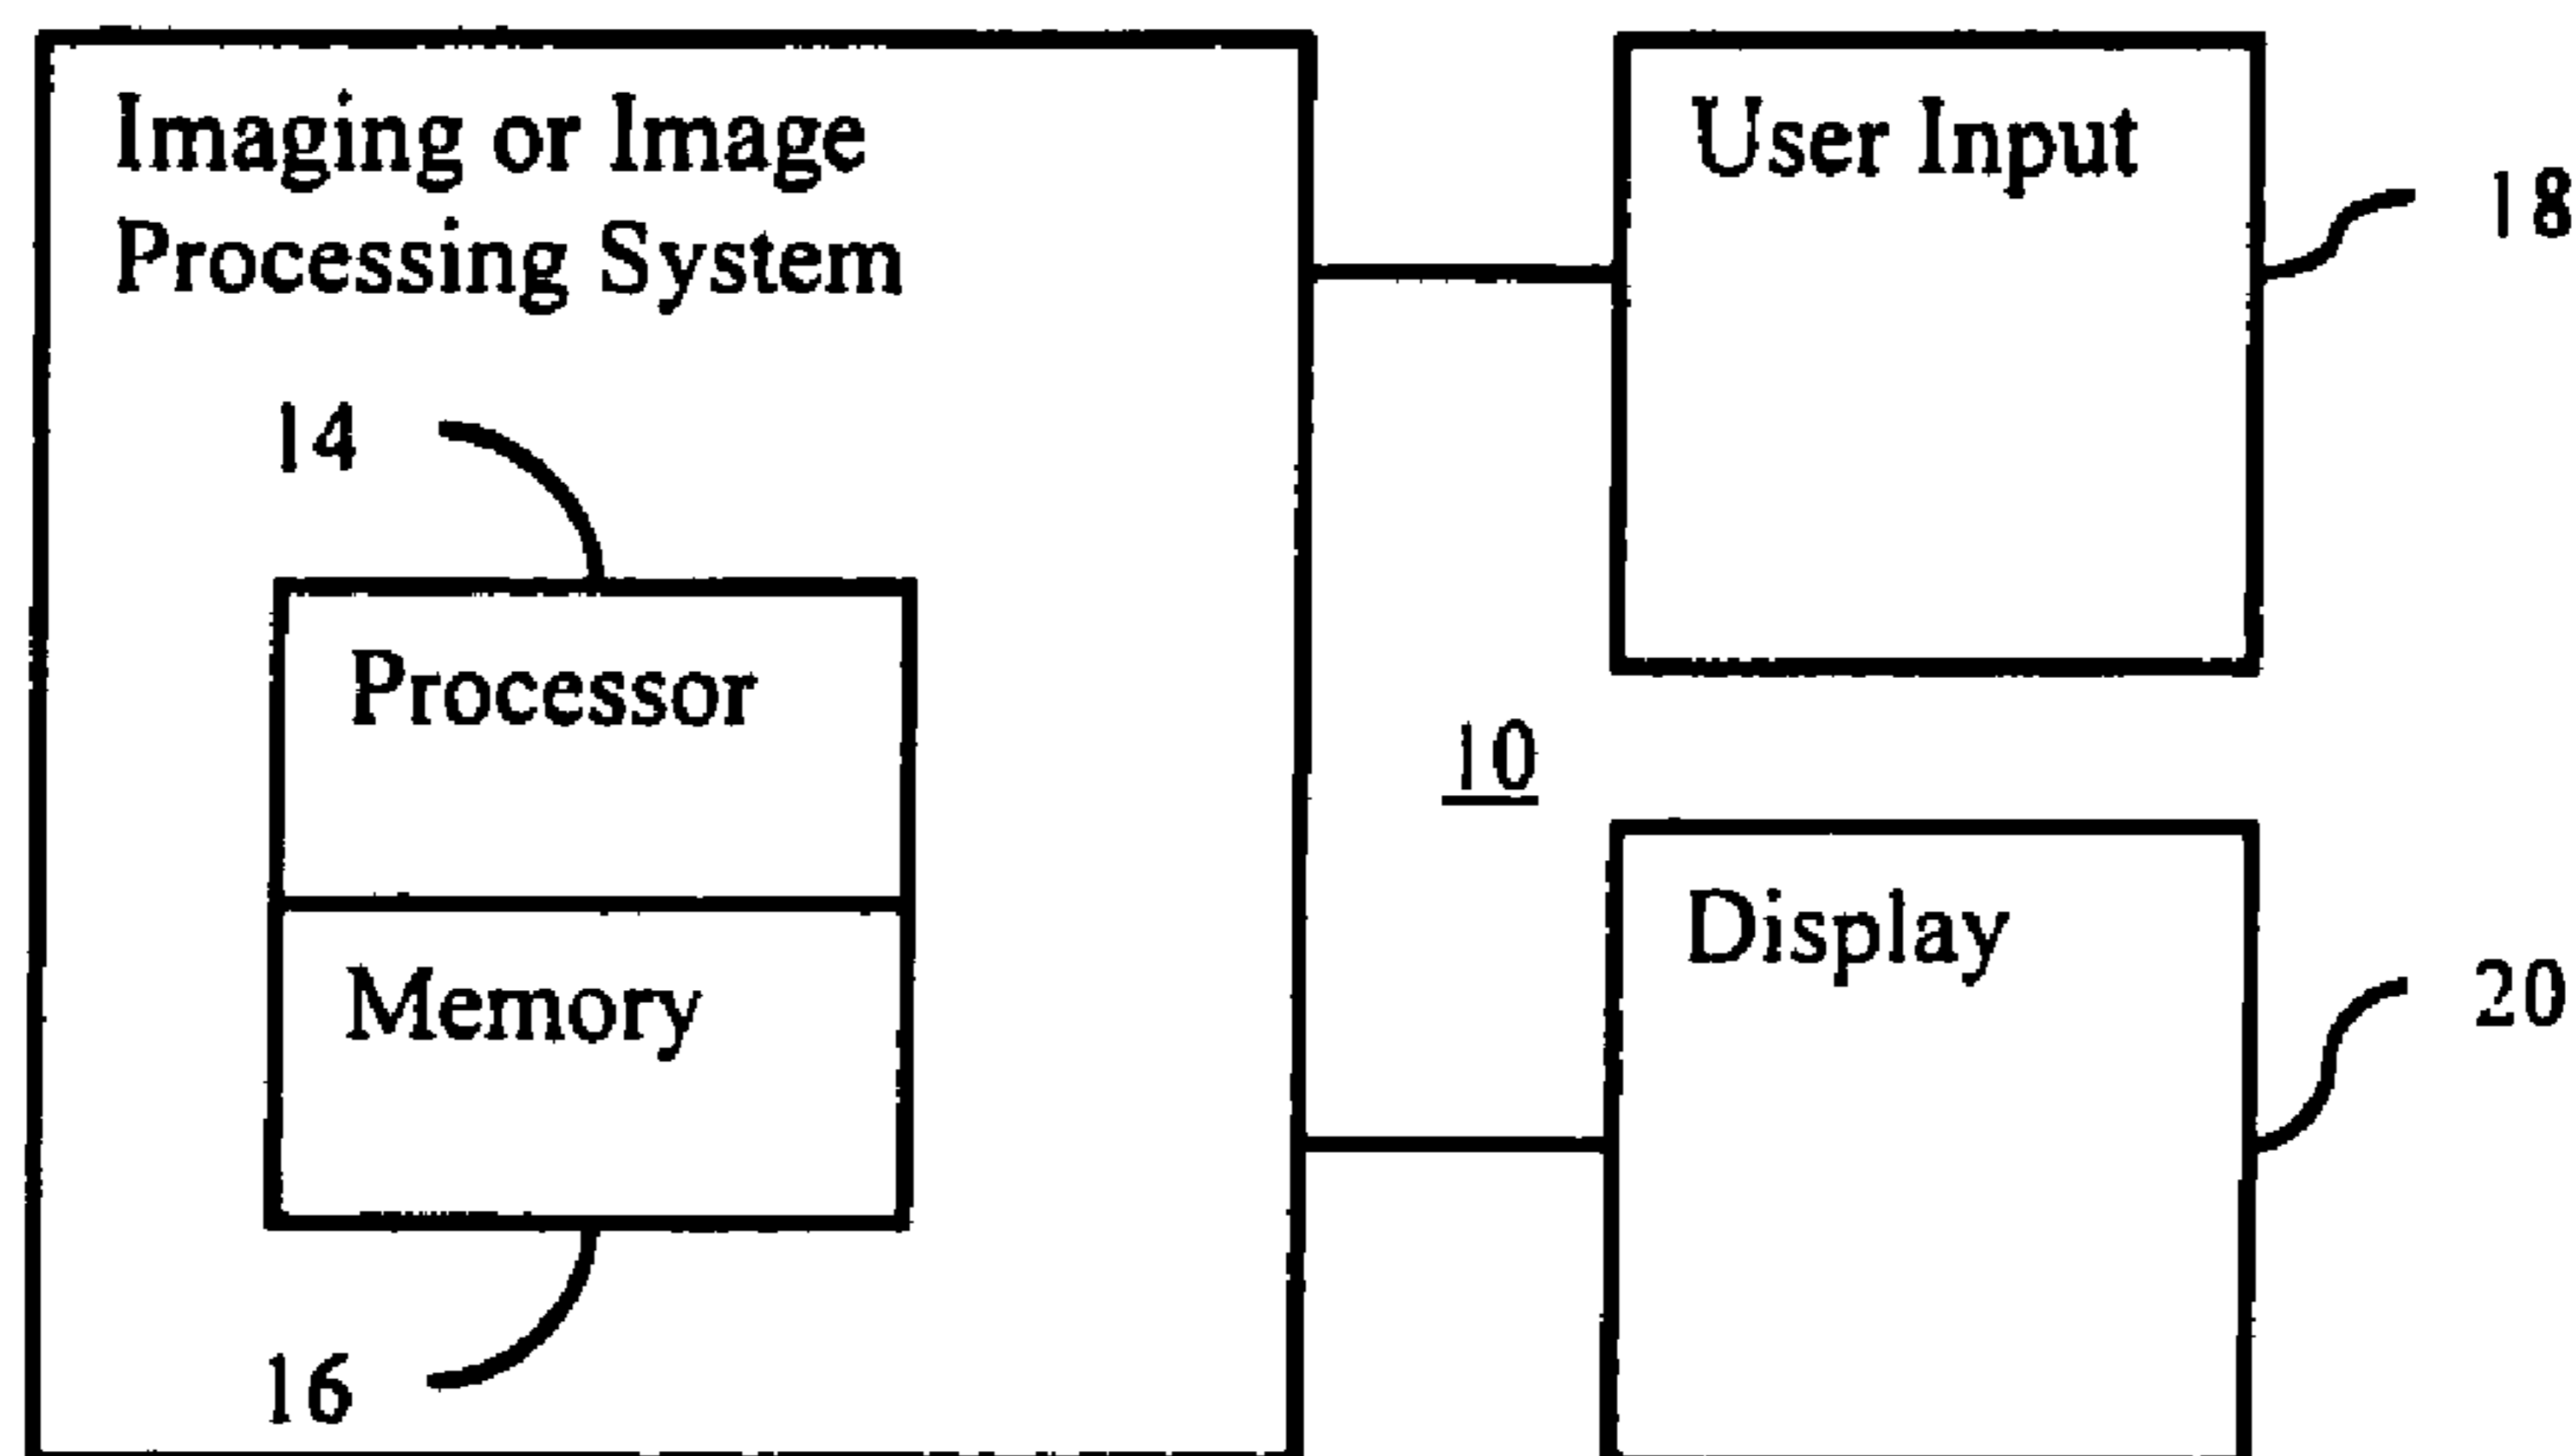 Imaging or Image
Processing System
14
Processor
Memory
16
User Input
18
10
Display
20